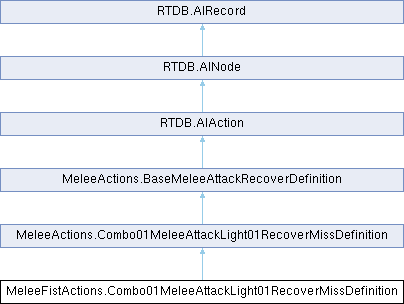 RTDB.AIRecord
RTDB.AINode
RTDB.AIAction
MeleeActions.BaseMeleeAttackRecoverDefinition
MeleeActions.Combo01MeleeAttackLight01RecoverMissDefinition
MeleeFistActions.Combo01MeleeAttackLight01RecoverMissDefinition